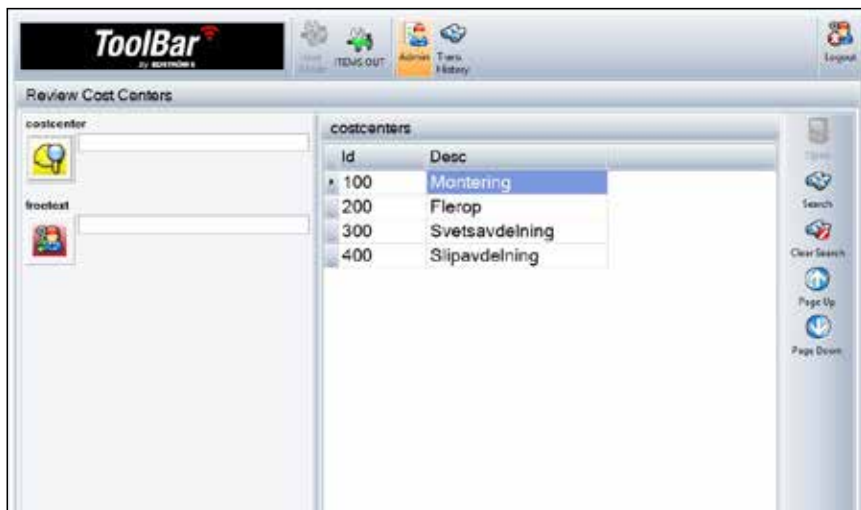 ToolBar
ITEMS OUT
Admin
Trans.
History
Logout
Review Cost Centers
costcenter
freetext
costcenters
Id Desc
100 Montering
200 Flerop
300 Svetsavdelning
400 Slipavdelning
Search
Clear Search
Page Up
Page Down